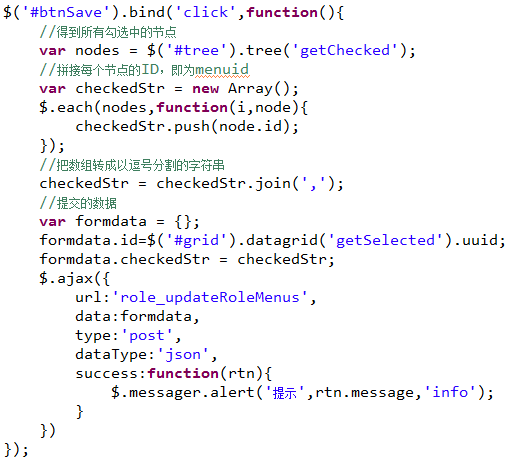 $('#btnSave').bind('click',function(){
    //得到所有勾选中的节点
    var nodes = $('#tree').tree('getChecked');
    //拼接每个节点的ID，即为menuid
    var checkedStr = new Array();
    $.each(nodes,function(i,node){
        checkedStr.push(node.id);
    });
    //把数组转成以逗号分割的字符串
    checkedStr = checkedStr.join(',');
    //提交的数据
    var formdata = {};
    formdata.id=$('#grid').datagrid('getSelected').uuid;
    formdata.checkedStr = checkedStr;
    $.ajax({
        url:'role_updateRoleMenus',
        data:formdata,
        type:'post',
        dataType:'json',
        success:function(rtn){
            $.messager.alert('提示',rtn.message,'info');
        }
    })
});